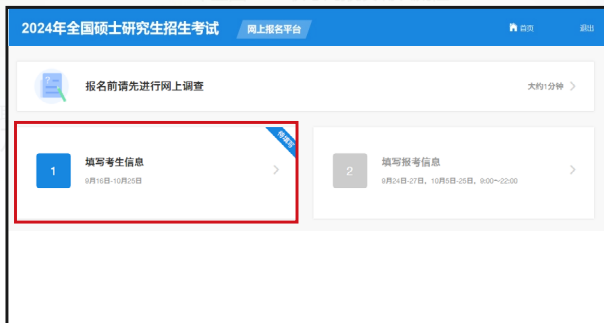 2024年全国硕士研究生招生考试 网上报名平台 首页 退出
报名前请先进行网上调查 大约1分钟
待填写
1 填写考生信息
9月16日-10月25日
2 填写报考信息
9月24日-27日，10月5日-25日，9:00～22:00